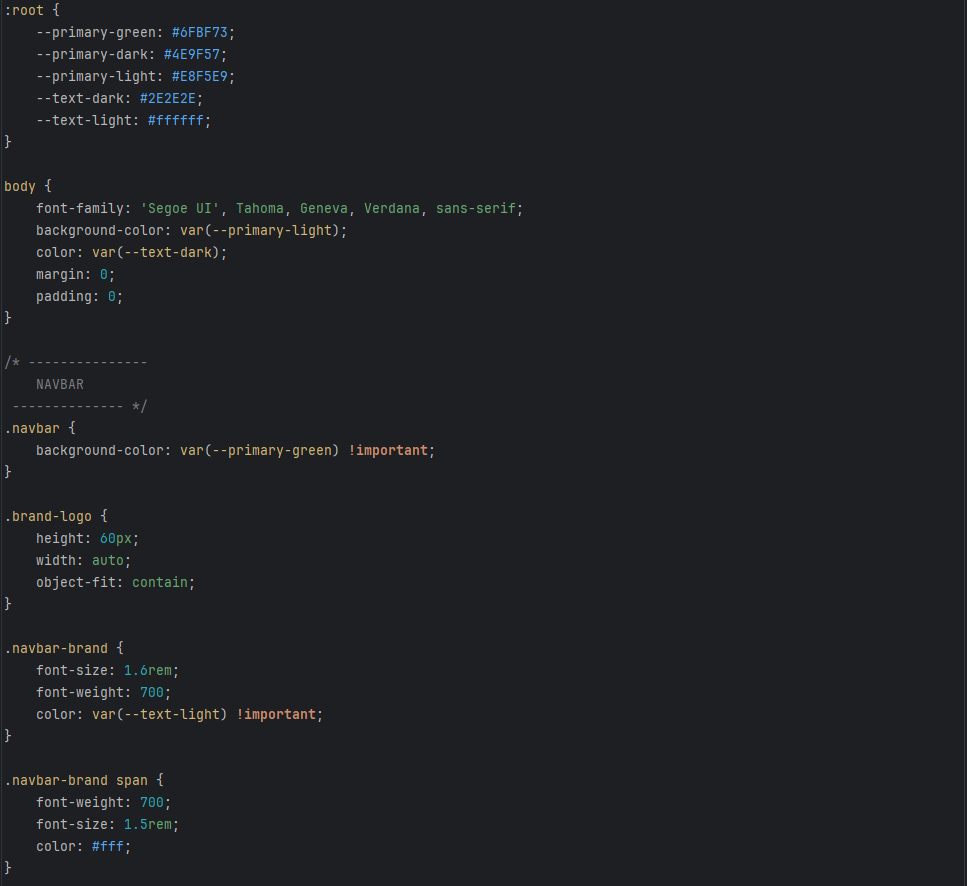 :root {
    --primary-green: #6FBF73;
    --primary-dark: #4E9F57;
    --primary-light: #E8F5E9;
    --text-dark: #2E2E2E;
    --text-light: #ffffff;
}

body {
    font-family: 'Segoe UI', Tahoma, Geneva, Verdana, sans-serif;
    background-color: var(--primary-light);
    color: var(--text-dark);
    margin: 0;
    padding: 0;
}

/* ---------------
    NAVBAR
 -------------- */
.navbar {
    background-color: var(--primary-green) !important;
}

.brand-logo {
    height: 60px;
    width: auto;
    object-fit: contain;
}

.navbar-brand {
    font-size: 1.6rem;
    font-weight: 700;
    color: var(--text-light) !important;
}

.navbar-brand span {
    font-weight: 700;
    font-size: 1.5rem;
    color: #fff;
}